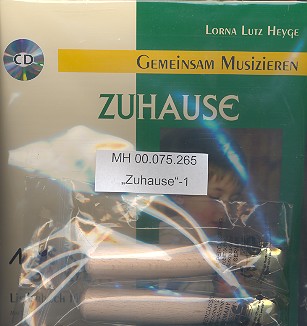 LORNA LUTZ HEYGE
CD
GEMEINSAM MUSIZIEREN
ZUHAUSE
MH 00.075.265
„Zuhause“-1